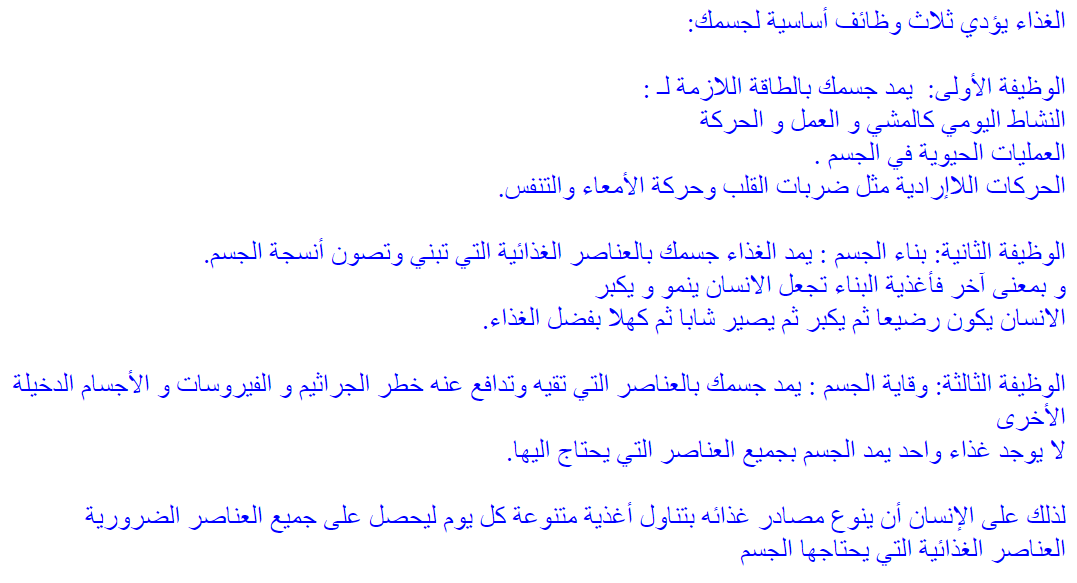 الغذاء يؤدي ثلاث وظائف أساسية لجسمك:
الوظيفة الأولى: يمد جسمك بالطاقة اللازمة لـ :
النشاط اليومي كالمشي و العمل و الحركة
العمليات الحيوية في الجسم .
الحركات اللاإرادية مثل ضربات القلب وحركة الأمعاء والتنفس.
الوظيفة الثانية: بناء الجسم : يمد الغذاء جسمك بالعناصر الغذائية التي تبني وتصون أنسجة الجسم.
و بمعنى آخر فأغذية البناء تجعل الانسان ينمو و يكبر
الانسان يكون رضيعا ثم يكبر ثم يصير شابا ثم كهلا بفضل الغذاء.
الوظيفة الثالثة: وقاية الجسم : يمد جسمك بالعناصر التي تقيه وتدافع عنه خطر الجراثيم و الفيروسات و الأجسام الدخيلة
الأخرى
لا يوجد غذاء واحد يمد الجسم بجميع العناصر التي يحتاج اليها.
لذلك على الإنسان أن ينوع مصادر غذائه بتناول أغذية متنوعة كل يوم ليحصل على جميع العناصر الضرورية
العناصر الغذائية التي يحتاجها الجسم